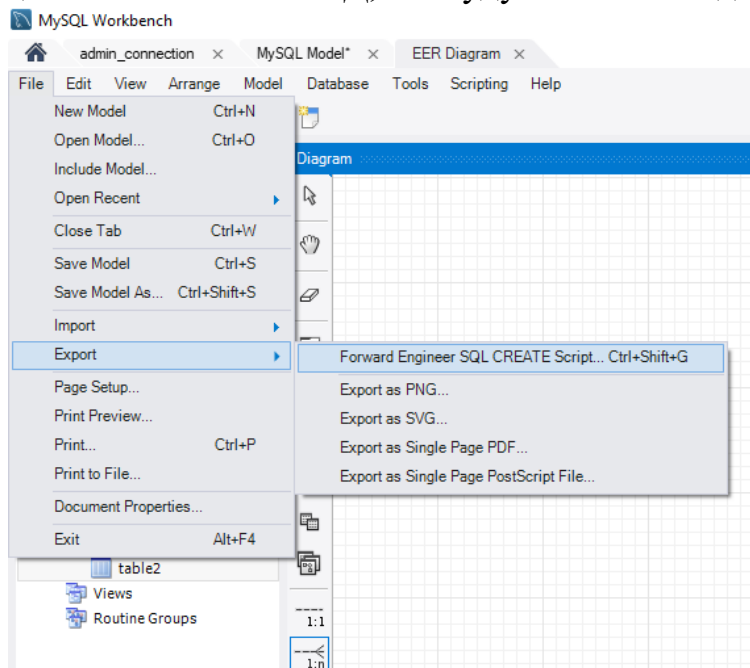 MySQL Workbench
admin_connection × MySQL Model* × EER Diagram ×
File Edit View Arrange Model Database Tools Scripting Help
New Model Ctrl+N
Open Model... Ctrl+O
Include Model...
Open Recent
Close Tab Ctrl+W
Save Model Ctrl+S
Save Model As... Ctrl+Shift+S
Import
Export
Page Setup...
Print Preview...
Print... Ctrl+P
Print to File...
Document Properties...
Exit Alt+F4
Diagram
Forward Engineer SQL CREATE Script... Ctrl+Shift+G
Export as PNG...
Export as SVG...
Export as Single Page PDF...
Export as Single Page PostScript File...
table2
Views
Routine Groups
1:1
1:n